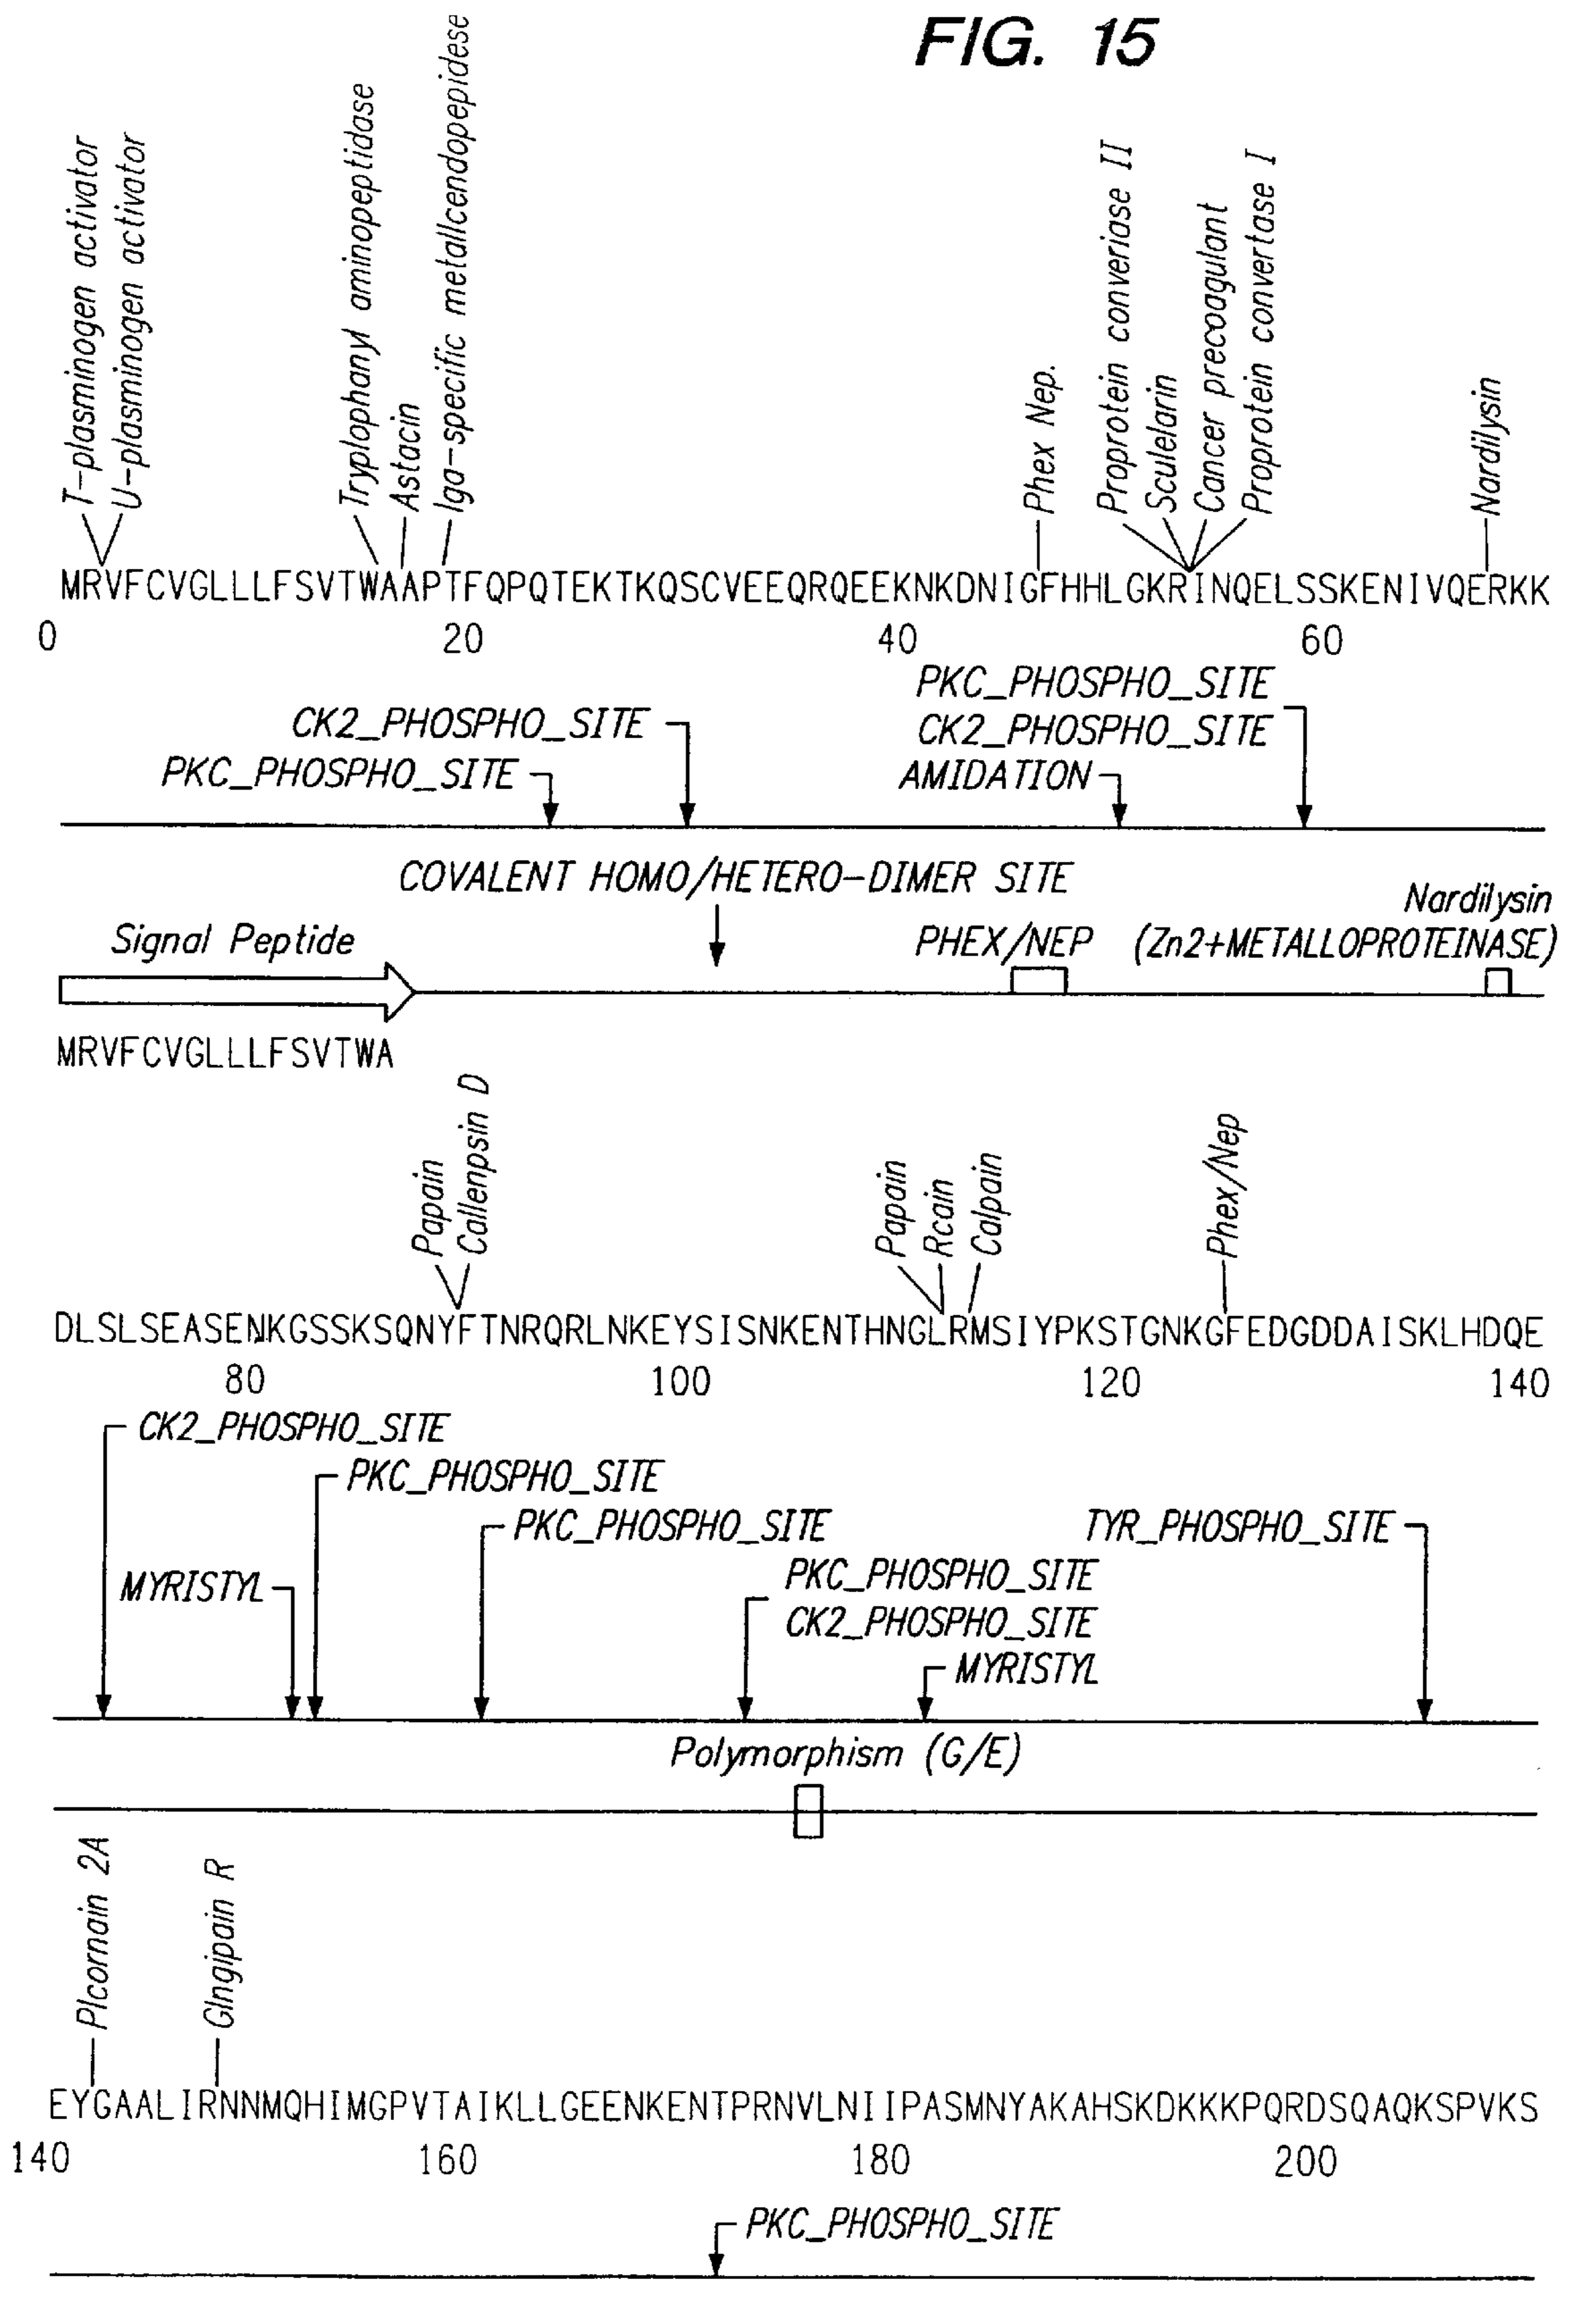 FIG. 15
T-plasminogen activator
U-plasminogen activator
Tryplophanyl aminopeptidase
Astacin
Iga-specific metallcendopepidese
Phex Nep.
Proprotein converiase II
Sculelarin
Cancer precoagulant
Proprotein convertase I
Nardilysin
MRVFCVGLLLFSVTWAAPTFQPQTEKTKQSCVEEQRQEEKNKDNIGFHHLGKRINQELSSKENIVQERKK
0 20 40 60
PKC_PHOSPHO_SITE
CK2_PHOSPHO_SITE CK2_PHOSPHO_SITE
PKC_PHOSPHO_SITE AMIDATION
COVALENT HOMO/HETERO-DIMER SITE
Nardilysin
Signal Peptide PHEX/NEP (Zn2+METALLOPROTEINASE)
MRVFCVGLLLFSVTWA
Papain
Callenpsin D
Papain
Rcain
Calpain
Phex/Nep
DLSLSEASENKGSSKSQNYFTNRQRLNKEYSISNKENTHNGLRMSIYPKSTGNKGFEDGDDAISKLHDQE
80 100 120 140
CK2_PHOSPHO_SITE
PKC_PHOSPHO_SITE
PKC_PHOSPHO_SITE TYR_PHOSPHO_SITE
MYRISTYL PKC_PHOSPHO_SITE
CK2_PHOSPHO_SITE
MYRISTYL
Polymorphism (G/E)
Plcornain 2A
GIngipain R
EYGAALIRNNMQHIMGPVTAIKLLGEENKENTPRNVLNIIPASMNYAKAHSKDKKKPQRDSQAQKSPVKS
140 160 180 200
PKC_PHOSPHO_SITE